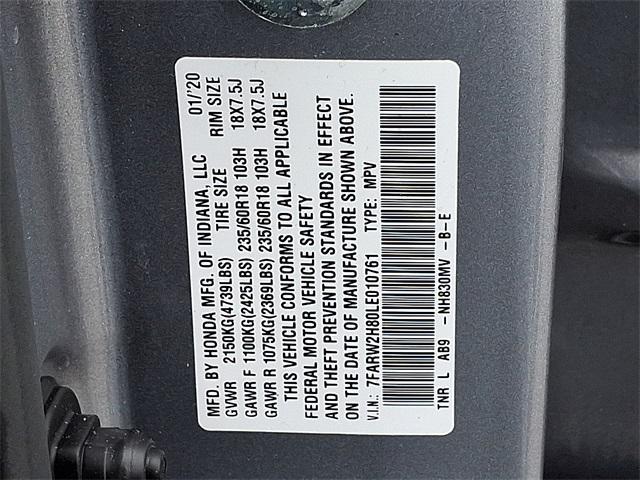 MFD. BY HONDA MFG. OF INDIANA, LLC 01/'20
GVWR 2150KG(4739LBS) TIRE SIZE RIM SIZE
GAWR F 1100KG(2425LBS) 235/60R18 103H 18X7.5J
GAWR R 1075KG(2369LBS) 235/60R18 103H 18X7.5J
THIS VEHICLE CONFORMS TO ALL APPLICABLE
FEDERAL MOTOR VEHICLE SAFETY
AND THEFT PREVENTION STANDARDS IN EFFECT
ON THE DATE OF MANUFACTURE SHOWN ABOVE.
V.I.N.: 7FARW2H80LE010761 TYPE: MPV
TNR L AB9 -NH830MV -B-E